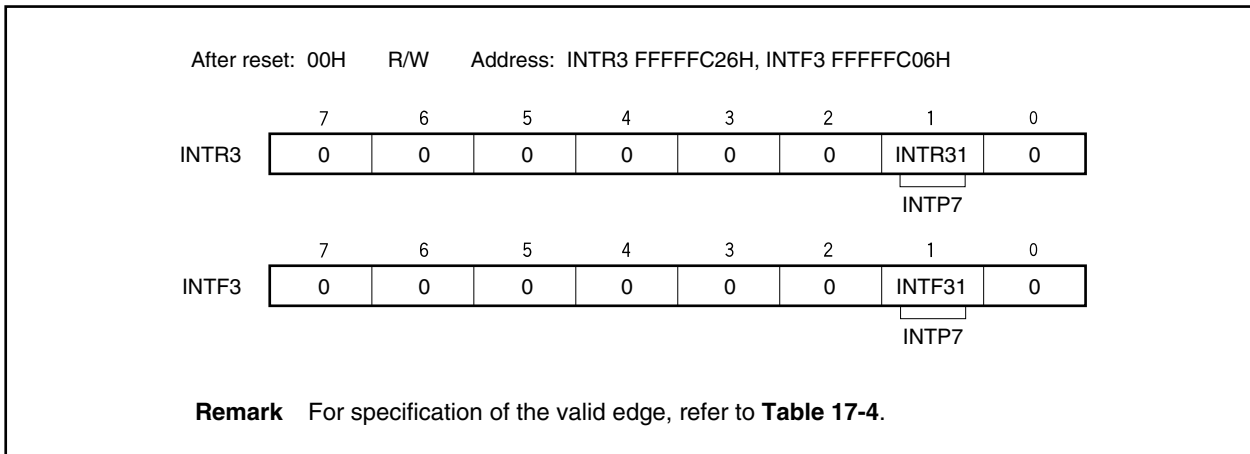 After reset: 00H R/W Address: INTR3 FFFFFC26H, INTF3 FFFFFC06H
7 6 5 4 3 2 1 0
INTR3 0 0 0 0 0 0 INTR31 0
INTP7
7 6 5 4 3 2 1 0
INTF3 0 0 0 0 0 0 INTF31 0
INTP7
Remark For specification of the valid edge, refer to Table 17-4.